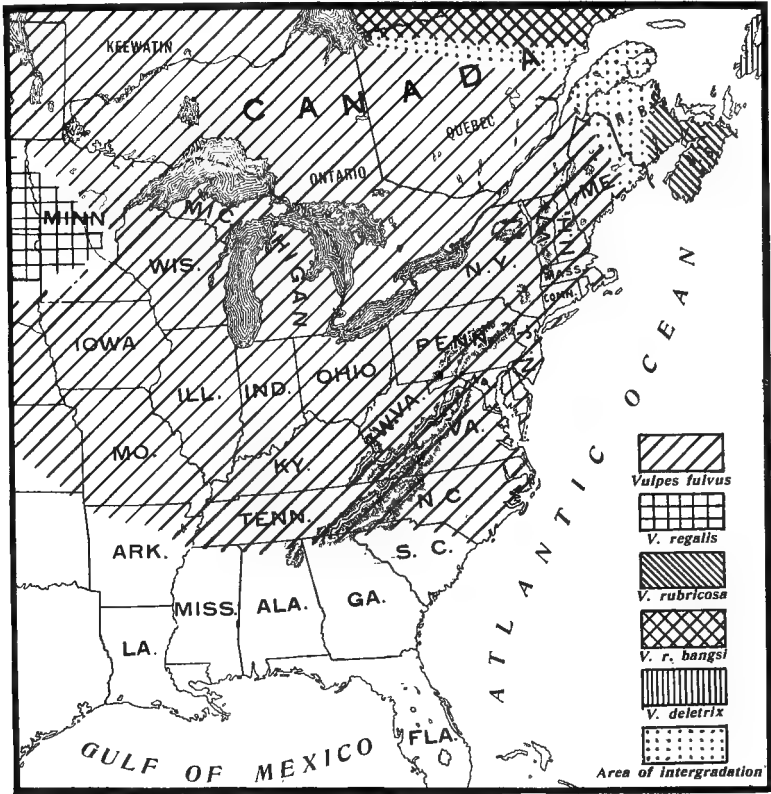 KEEWATIN
CANADA
QUEBEC
ONTARIO
N. B.
MINN
MICHIGAN
ME.
WIS.
N.Y.
MASS.
CONN.
IOWA
PENN.
ILL.
IND.
OHIO
W.VA.
VA.
MO.
KY.
TENN.
N C
ARK.
S. C.
MISS.
ALA.
GA.
LA.
FLA.
GULF OF MEXICO
ATLANTIC OCEAN
Vulpes fulvus
V. regalis
V. rubricosa
V. r. bangsi
V. deletrix
Area of intergradation